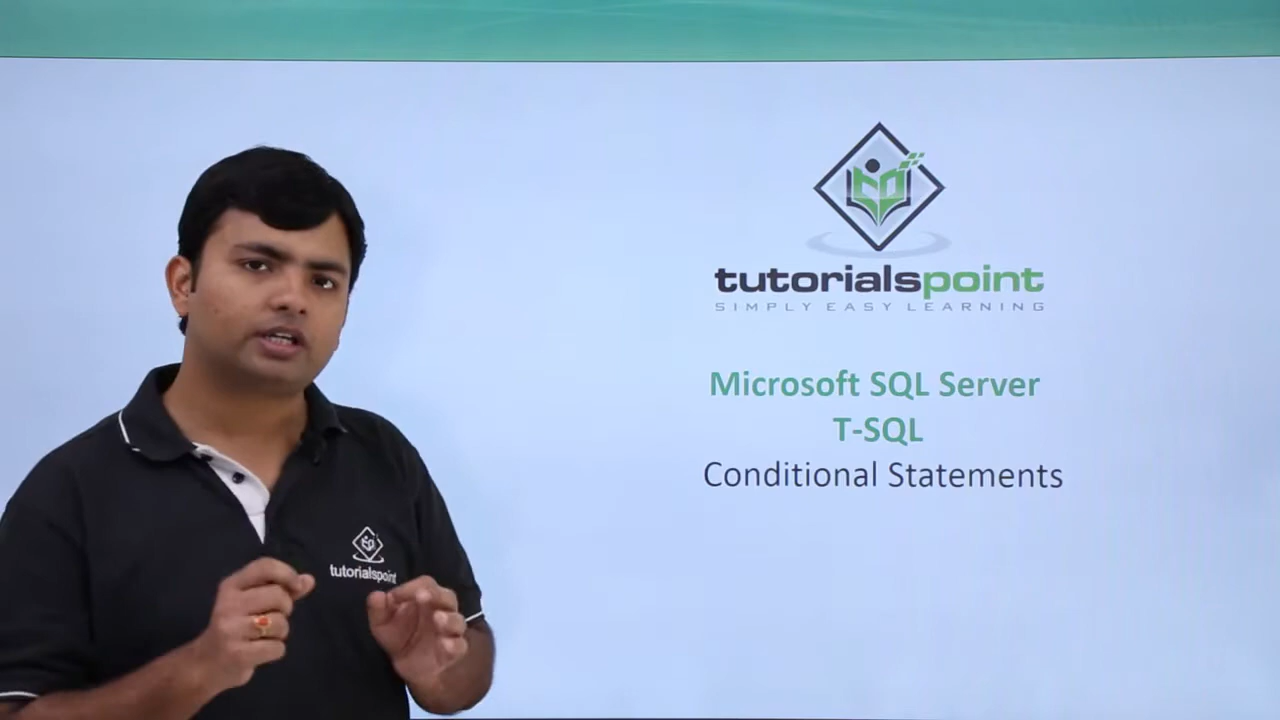 tutorialspoint
SIMPLY EASY LEARNING
Microsoft SQL Server
T-SQL
Conditional Statements
tutorialspoint